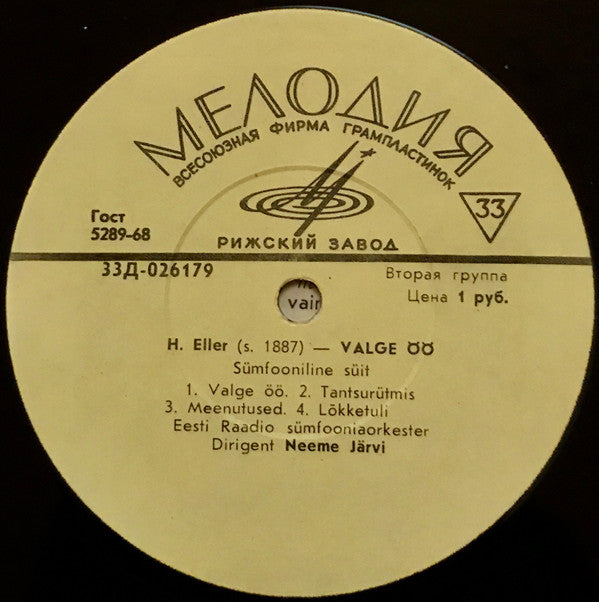 МЕЛОДИЯ
ВСЕСОЮЗНАЯ ФИРМА ГРАМПЛАСТИНОК
33
Гост
5289-68
РИЖСКИЙ ЗАВОД
33Д-026179
Вторая группа
Цена 1 руб.
vair
H. Eller (s. 1887) — VALGE ÖÖ
Sümfooniline süit
1. Valge öö. 2. Tantsurütmis
3. Meenutused. 4. Lõkketuli
Eesti Raadio sümfooniaorkester
Dirigent Neeme Järvi